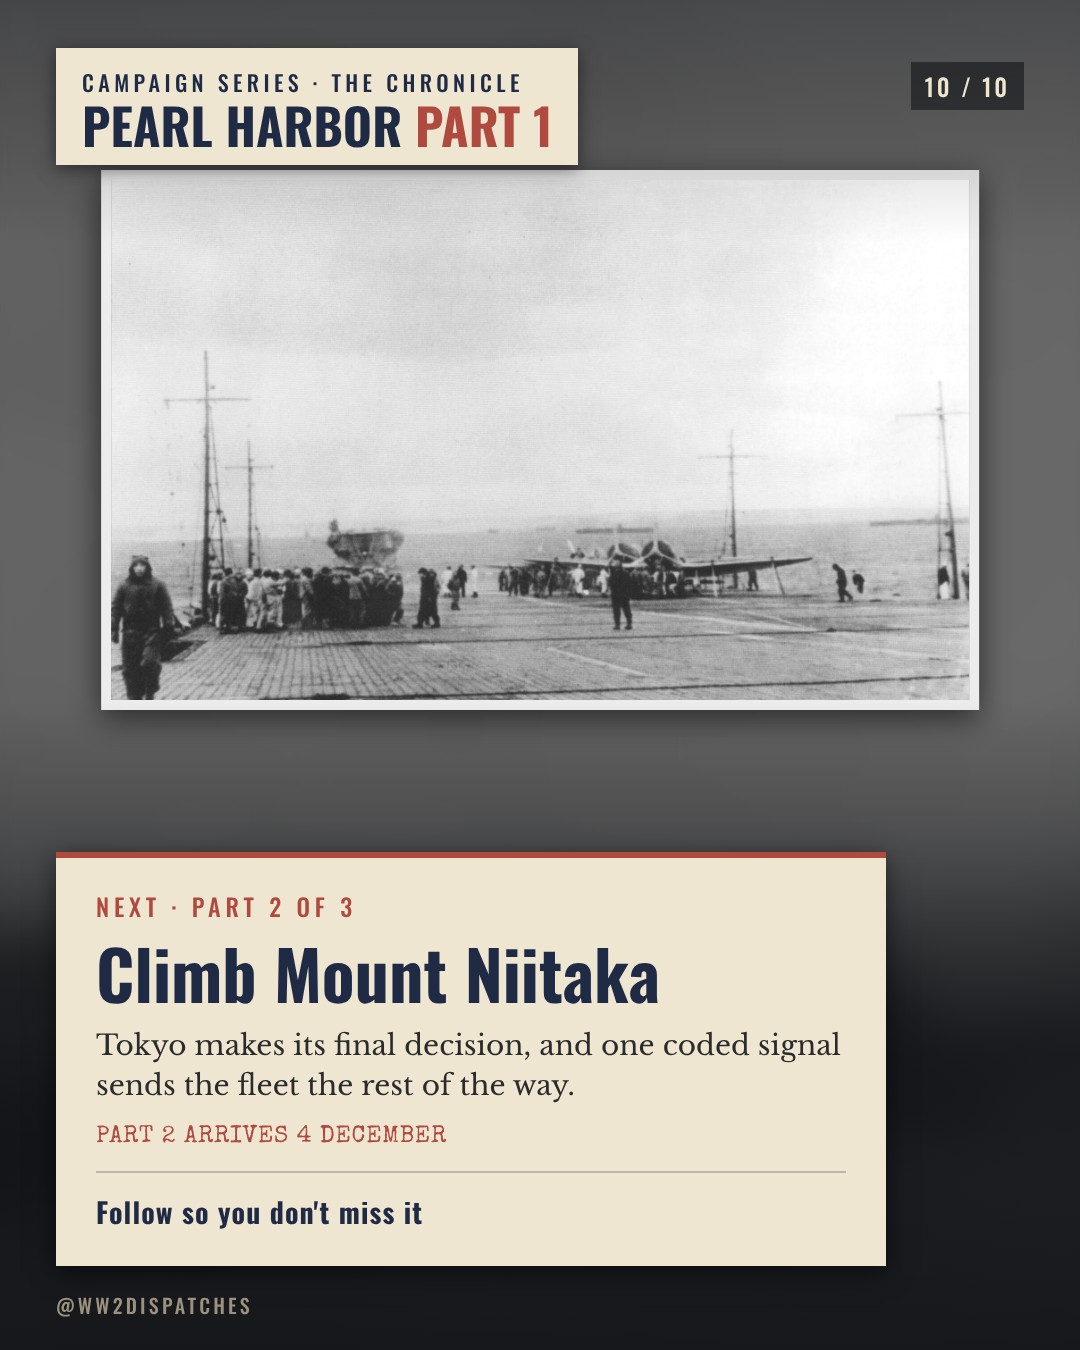 CAMPAIGN SERIES · THE CHRONICLE
PEARL HARBOR PART 1
10 / 10
NEXT · PART 2 OF 3
Climb Mount Niitaka
Tokyo makes its final decision, and one coded signal
sends the fleet the rest of the way.
PART 2 ARRIVES 4 DECEMBER
Follow so you don't miss it
@WW2DISPATCHES